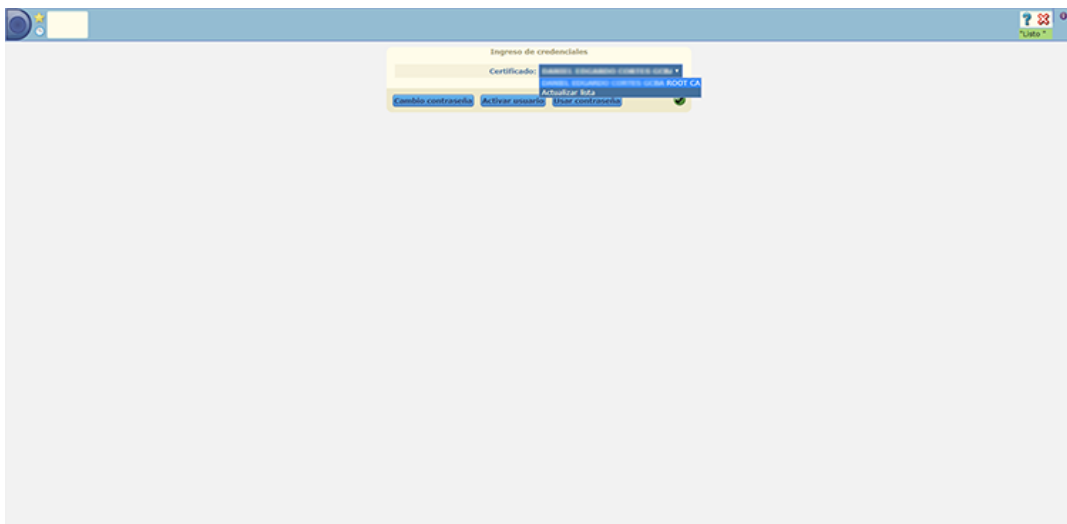 "Listo "
Ingreso de credenciales
Certificado:
ROOT CA
Actualizar lista
Cambio contraseña Activar usuario Usar contraseña